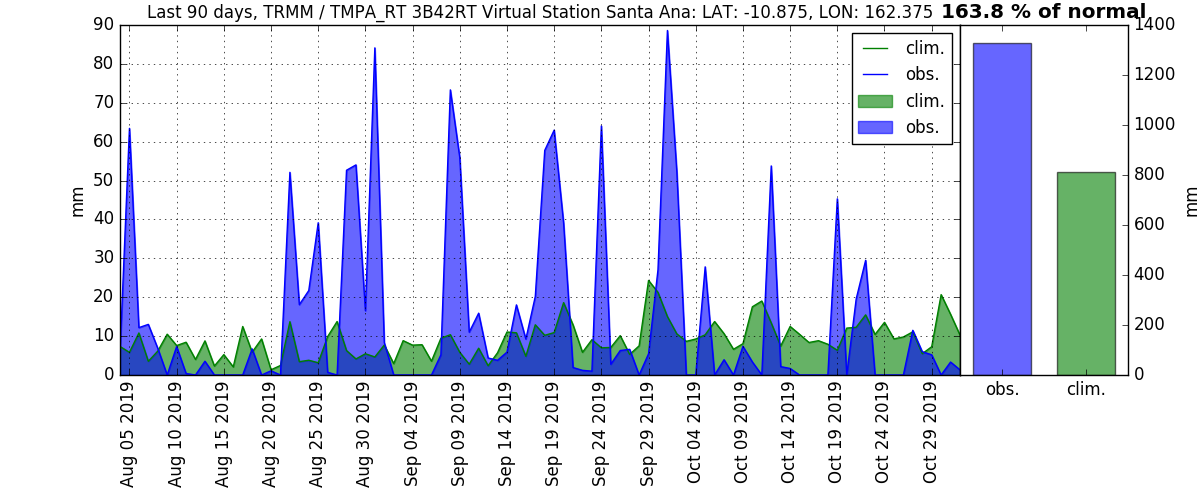 Last 90 days, TRMM / TMPA_RT 3B42RT Virtual Station Santa Ana: LAT: -10.875, LON: 162.375 163.8 % of normal
90
80
70
60
50
40
30
20
10
0
mm
clim.
obs.
clim.
obs.
1400
1200
1000
800
600
400
200
0
mm
obs. clim.
Aug 05 2019
Aug 10 2019
Aug 15 2019
Aug 20 2019
Aug 25 2019
Aug 30 2019
Sep 04 2019
Sep 09 2019
Sep 14 2019
Sep 19 2019
Sep 24 2019
Sep 29 2019
Oct 04 2019
Oct 09 2019
Oct 14 2019
Oct 19 2019
Oct 24 2019
Oct 29 2019